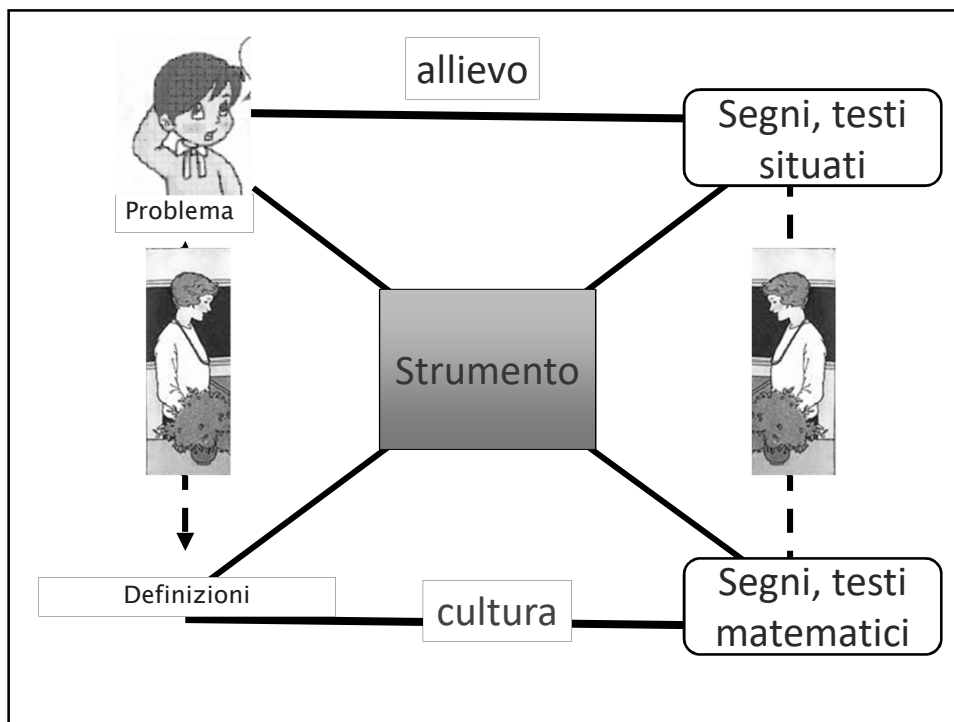 allievo
Segni, testi
situati
Problema
Strumento
Definizioni
cultura
Segni, testi
matematici